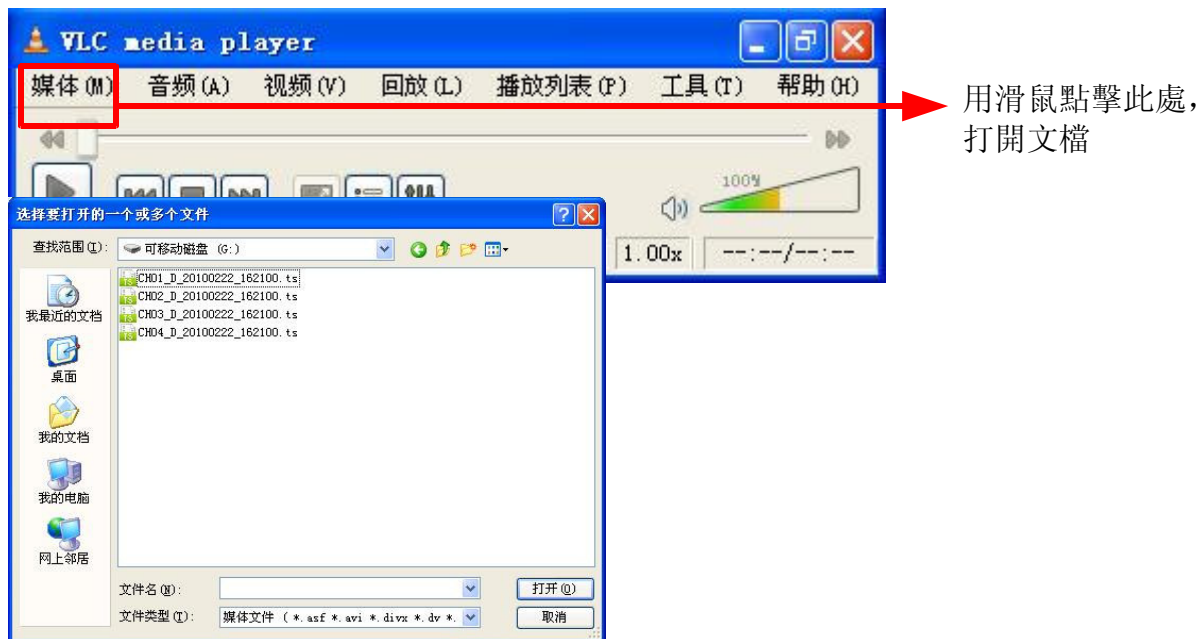 VLC media player
媒体(M) 音频(A) 视频(V) 回放(L) 播放列表(P) 工具(T) 帮助(H)
用滑鼠點擊此處,
打開文檔
100%
1.00x --:--/--:--
选择要打开的一个或多个文件
查找范围(I): 可移动磁盘 (G:)
CH01_D_20100222_162100.ts
CH02_D_20100222_162100.ts
CH03_D_20100222_162100.ts
CH04_D_20100222_162100.ts
我最近的文档
桌面
我的文档
我的电脑
网上邻居
文件名(N): 打开(O)
文件类型(T): 媒体文件 ( *.asf *.avi *.divx *.dv *. 取消